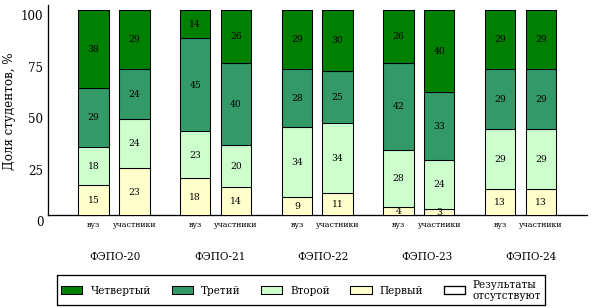 Доля студентов, %
100
75
50
25
0
38 29 14 26 29 30 26 40 29 29
29 24 45 40 28 25 42 33 29 29
18 24 23 20 34 34 28 24 29 29
15 23 18 14 9 11 4 3 13 13
вуз участники вуз участники вуз участники вуз участники вуз участники
ФЭПО-20 ФЭПО-21 ФЭПО-22 ФЭПО-23 ФЭПО-24
Четвертый Третий Второй Первый Результаты
отсутствуют